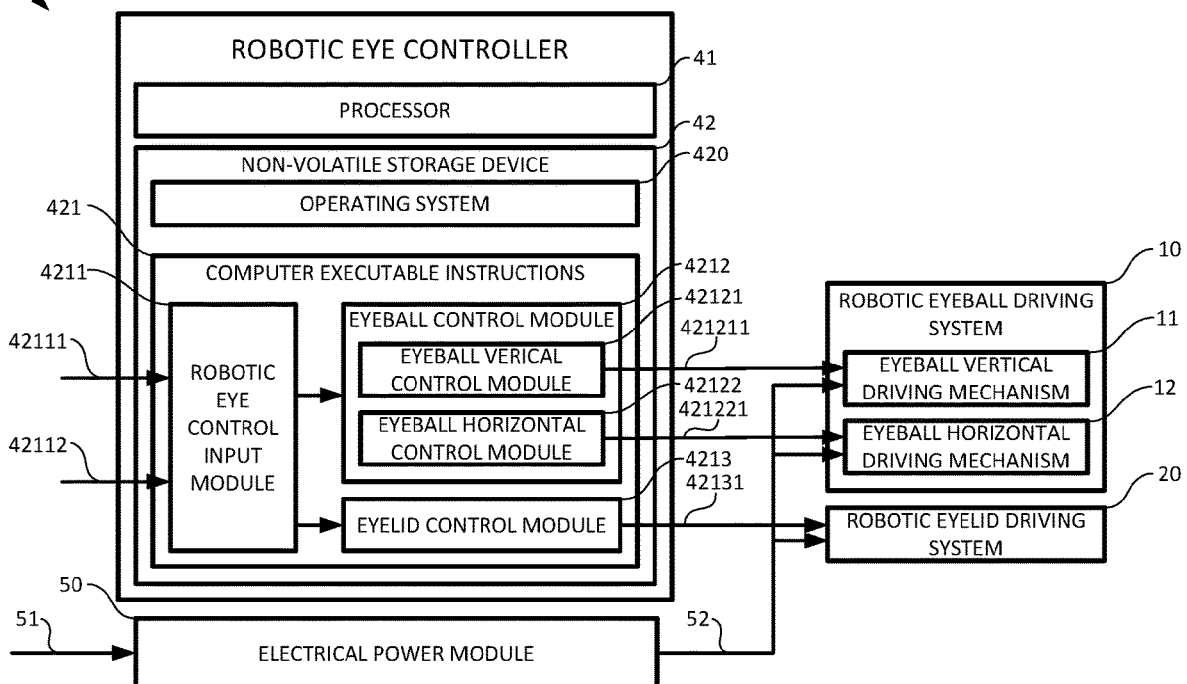 ROBOTIC EYE CONTROLLER
41
PROCESSOR
42
NON-VOLATILE STORAGE DEVICE
420
OPERATING SYSTEM
421
COMPUTER EXECUTABLE INSTRUCTIONS
4211
4212
EYEBALL CONTROL MODULE
42121
EYEBALL VERICAL
CONTROL MODULE
421211
42122
EYEBALL HORIZONTAL
CONTROL MODULE
421221
42111
42112
ROBOTIC
EYE
CONTROL
INPUT
MODULE
4213
EYELID CONTROL MODULE
42131
10
ROBOTIC EYEBALL DRIVING
SYSTEM
11
EYEBALL VERTICAL
DRIVING MECHANISM
12
EYEBALL HORIZONTAL
DRIVING MECHANISM
20
ROBOTIC EYELID DRIVING
SYSTEM
50
51
ELECTRICAL POWER MODULE
52